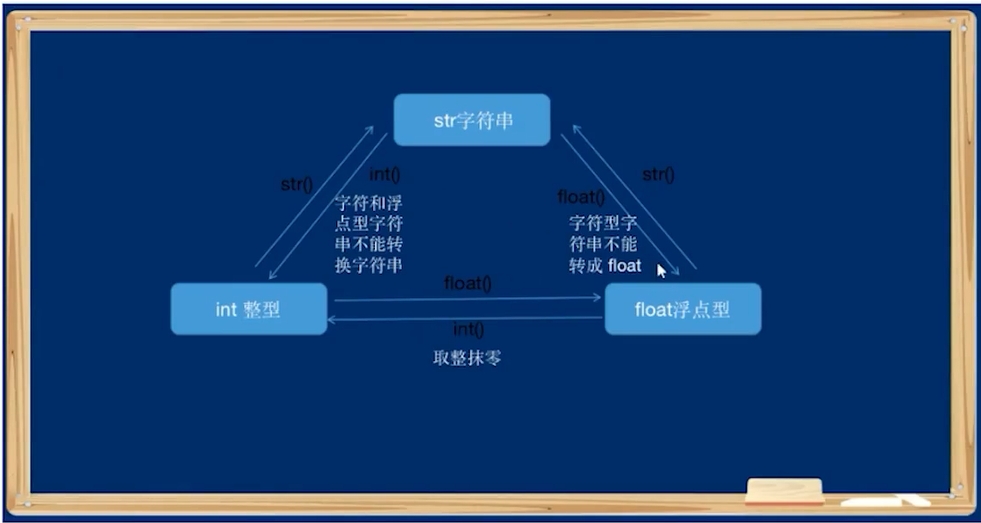 str字符串
str()
int()
字符和浮
点型字符
串不能转
换字符串
float()
str()
字符型字
符串不能
转成 float
int 整型
float()
int()
取整抹零
float浮点型